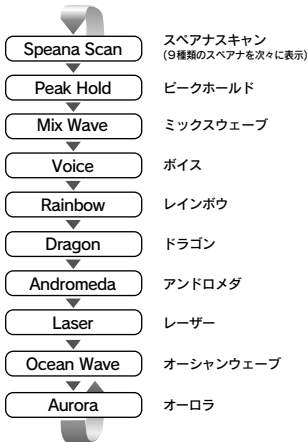 Speana Scan スペアナスキャン
(9種類のスペアナを次々に表示)
Peak Hold ピークホールド
Mix Wave ミックスウェーブ
Voice ボイス
Rainbow レインボウ
Dragon ドラゴン
Andromeda アンドロメダ
Laser レーザー
Ocean Wave オーシャンウェーブ
Aurora オーロラ